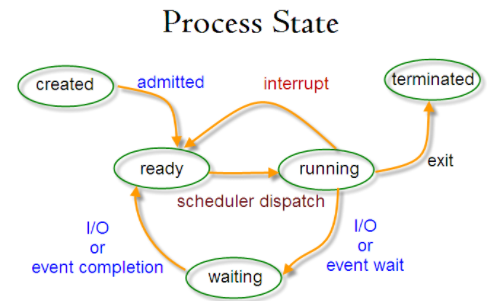 Process State
created
admitted
interrupt
terminated
ready
running
exit
scheduler dispatch
I/O
or
event completion
I/O
or
event wait
waiting